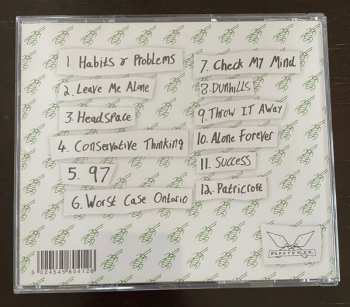 1 Habits & Problems
2. Leave Me Alone
3. HeadSpace
4. Conservative Thinking
5. 97
6. Worst Case Ontario
7. Check My Mind
8. Dunhills
9. Throw IT AWay
10. Alone Forever
11. Success
12. Patricroft